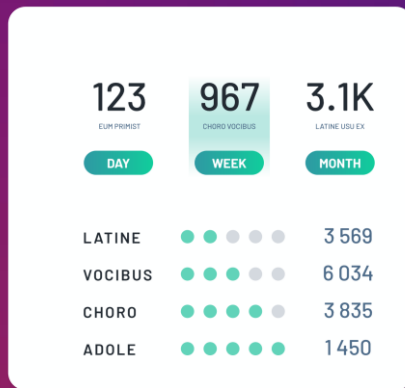 123 967 3.1K
EUM PRIMIST CHORO VOCIBUS LATINE USU EX
DAY WEEK MONTH
LATINE 3 569
VOCIBUS 6 034
CHORO 3 835
ADOLE 1 450